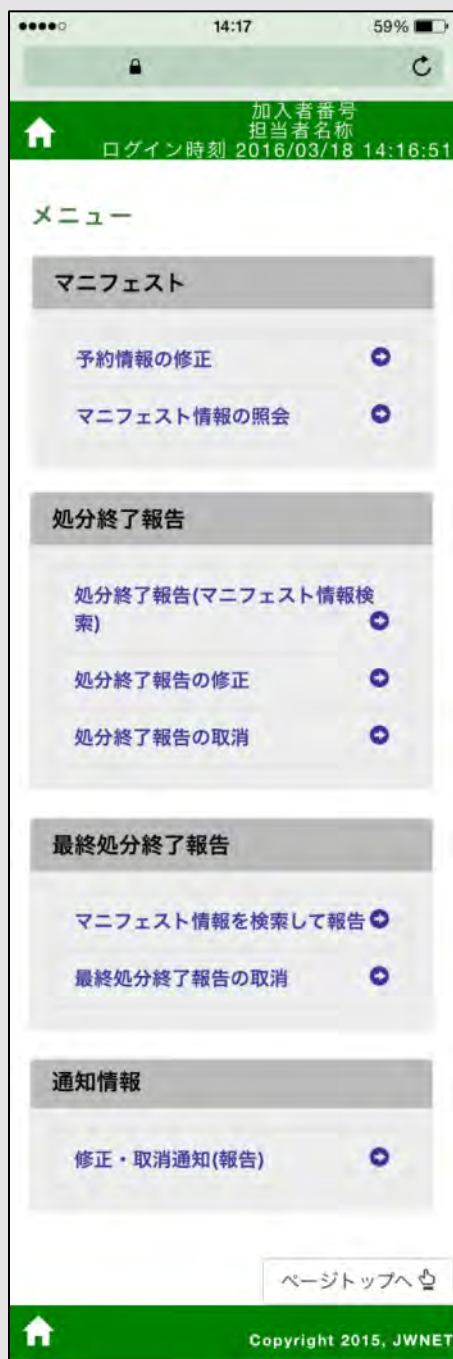 14:17
59%
加入者番号
担当者名称
ログイン時刻 2016/03/18 14:16:51
メニュー
マニフェスト
予約情報の修正
マニフェスト情報の照会
処分終了報告
処分終了報告(マニフェスト情報検
索)
処分終了報告の修正
処分終了報告の取消
最終処分終了報告
マニフェスト情報を検索して報告
最終処分終了報告の取消
通知情報
修正・取消通知(報告)
ページトップへ
Copyright 2015, JWNET